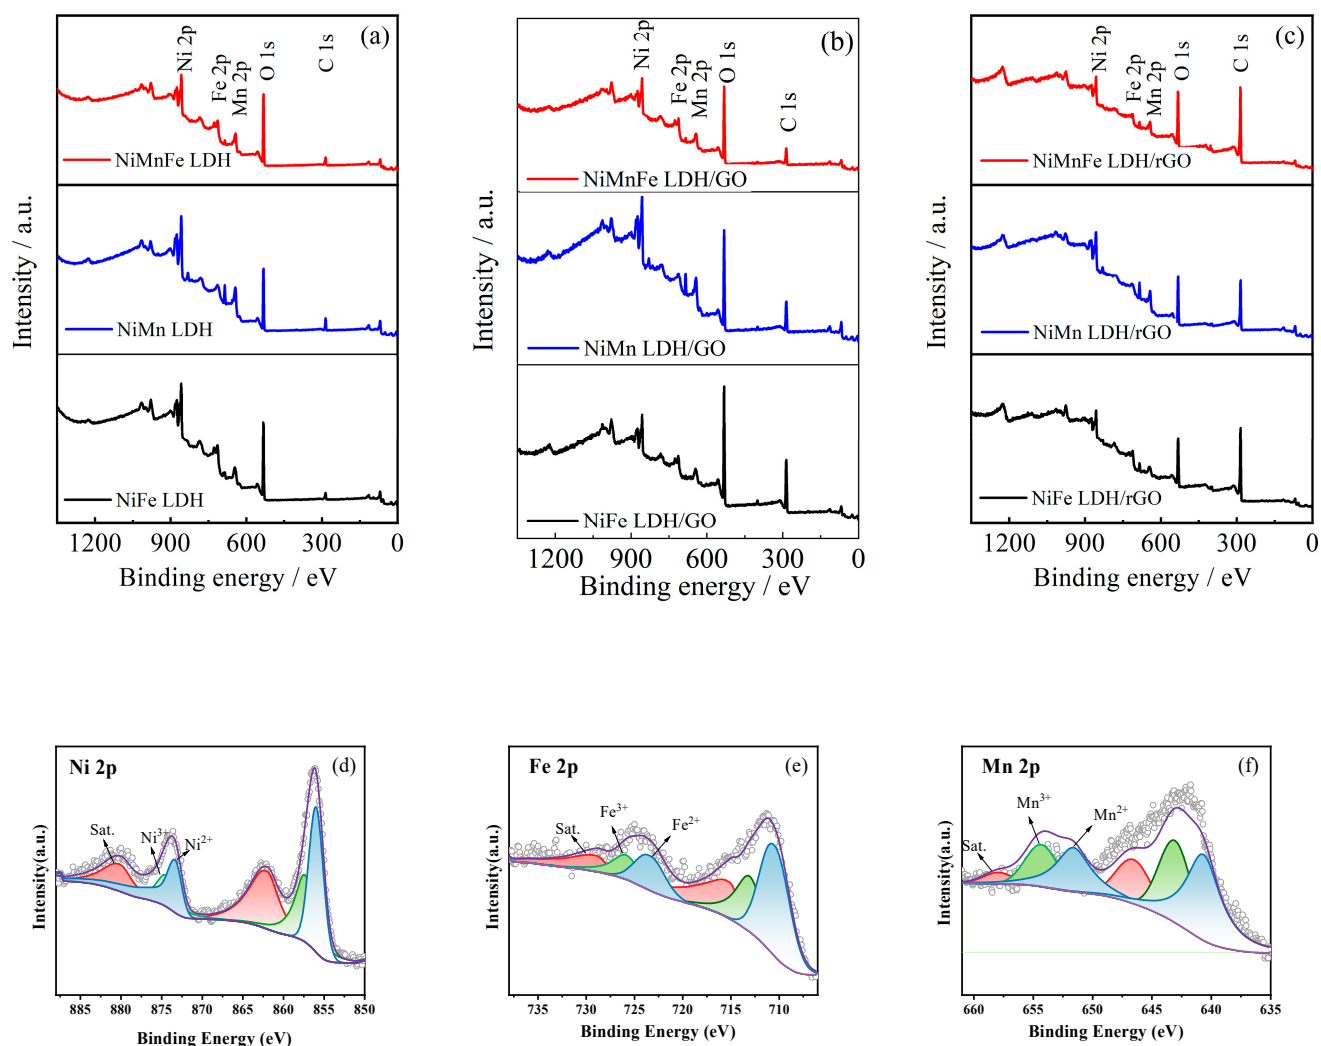 (a)
Ni 2p
Fe 2p
Mn 2p
O 1s
C 1s
NiMnFe LDH
NiMn LDH
NiFe LDH
Intensity / a.u.
1200 900 600 300 0
Binding energy / eV
(b)
Ni 2p
Fe 2p
Mn 2p
O 1s
C 1s
NiMnFe LDH/GO
NiMn LDH/GO
NiFe LDH/GO
Intensity / a.u.
1200 900 600 300 0
Binding energy / eV
(c)
Ni 2p
Fe 2p
Mn 2p
O 1s
C 1s
NiMnFe LDH/rGO
NiMn LDH/rGO
NiFe LDH/rGO
Intensity / a.u.
1200 900 600 300 0
Binding energy / eV
Ni 2p
(d)
Sat.
Ni3+
Ni2+
Intensity(a.u.)
885 880 875 870 865 860 855 850
Binding Energy (eV)
Fe 2p
(e)
Sat.
Fe3+
Fe2+
Intensity(a.u.)
735 730 725 720 715 710
Binding Energy (eV)
Mn 2p
(f)
Sat.
Mn3+
Mn2+
Intensity(a.u.)
660 655 650 645 640 635
Binding Energy (eV)